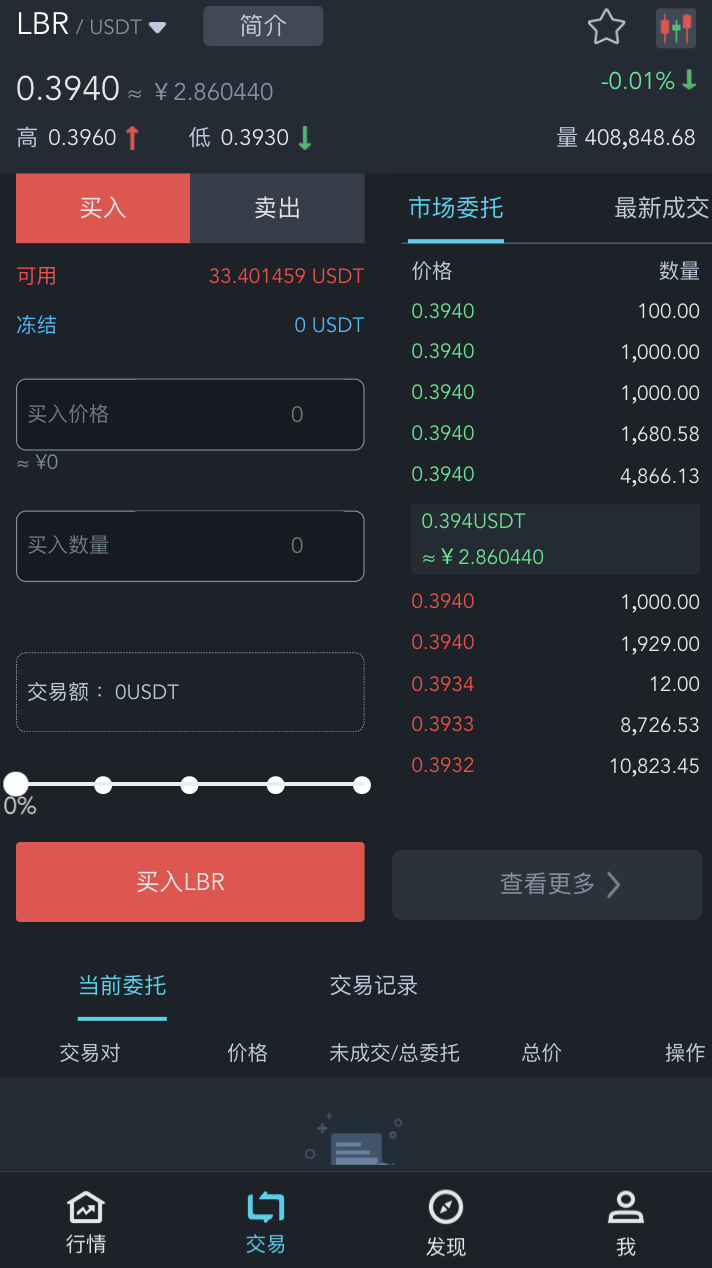 LBR / USDT 简介
0.3940 ≈ ￥2.860440 -0.01%
高 0.3960 低 0.3930 量 408,848.68
买入 卖出 市场委托 最新成交
可用 33.401459 USDT
冻结 0 USDT
买入价格 0
≈ ¥0
买入数量 0
交易额： 0USDT
0%
买入LBR
价格 数量
0.3940 100.00
0.3940 1,000.00
0.3940 1,000.00
0.3940 1,680.58
0.3940 4,866.13
0.394USDT
≈￥2.860440
0.3940 1,000.00
0.3940 1,929.00
0.3934 12.00
0.3933 8,726.53
0.3932 10,823.45
查看更多
当前委托 交易记录
交易对 价格 未成交/总委托 总价 操作
行情 交易 发现 我